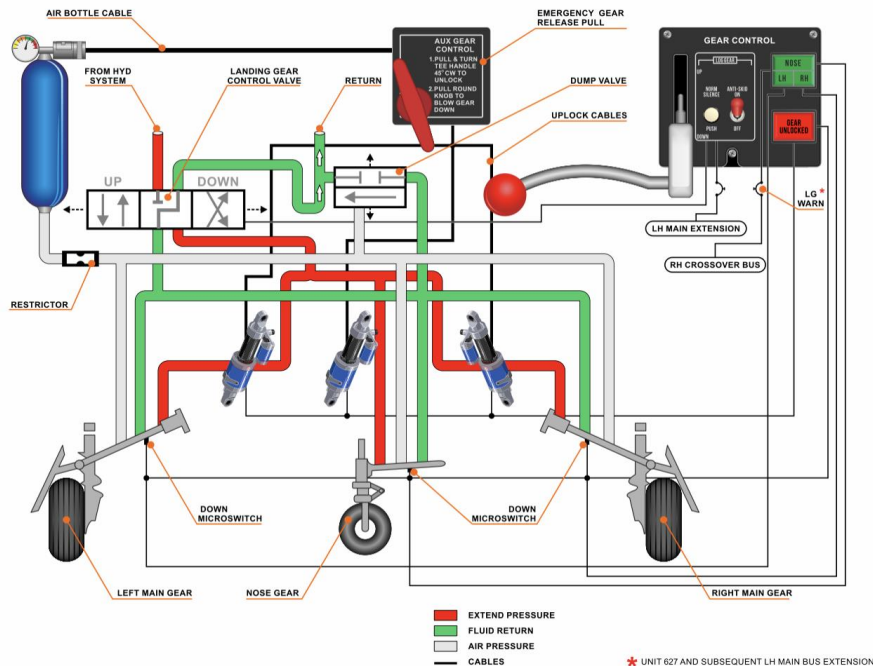 AIR BOTTLE CABLE
EMERGENCY GEAR
RELEASE PULL
FROM HYD
SYSTEM
LANDING GEAR
CONTROL VALVE
RETURN
AUX GEAR
CONTROL
1.PULL & TURN
TEE HANDLE
45° CW TO
UNLOCK
2.PULL ROUND
KNOB TO
BLOW GEAR
DOWN
DUMP VALVE
UPLOCK CABLES
GEAR CONTROL
LDG GEAR
UP
NORM
SILENCE
ANTI-SKID
ON
PUSH
OFF
DOWN
NOSE
LH RH
GEAR
UNLOCKED
UP DOWN
LG *
WARN
LH MAIN EXTENSION
RH CROSSOVER BUS
RESTRICTOR
DOWN
MICROSWITCH
DOWN
MICROSWITCH
LEFT MAIN GEAR
NOSE GEAR
RIGHT MAIN GEAR
EXTEND PRESSURE
FLUID RETURN
AIR PRESSURE
CABLES
* UNIT 627 AND SUBSEQUENT LH MAIN BUS EXTENSION